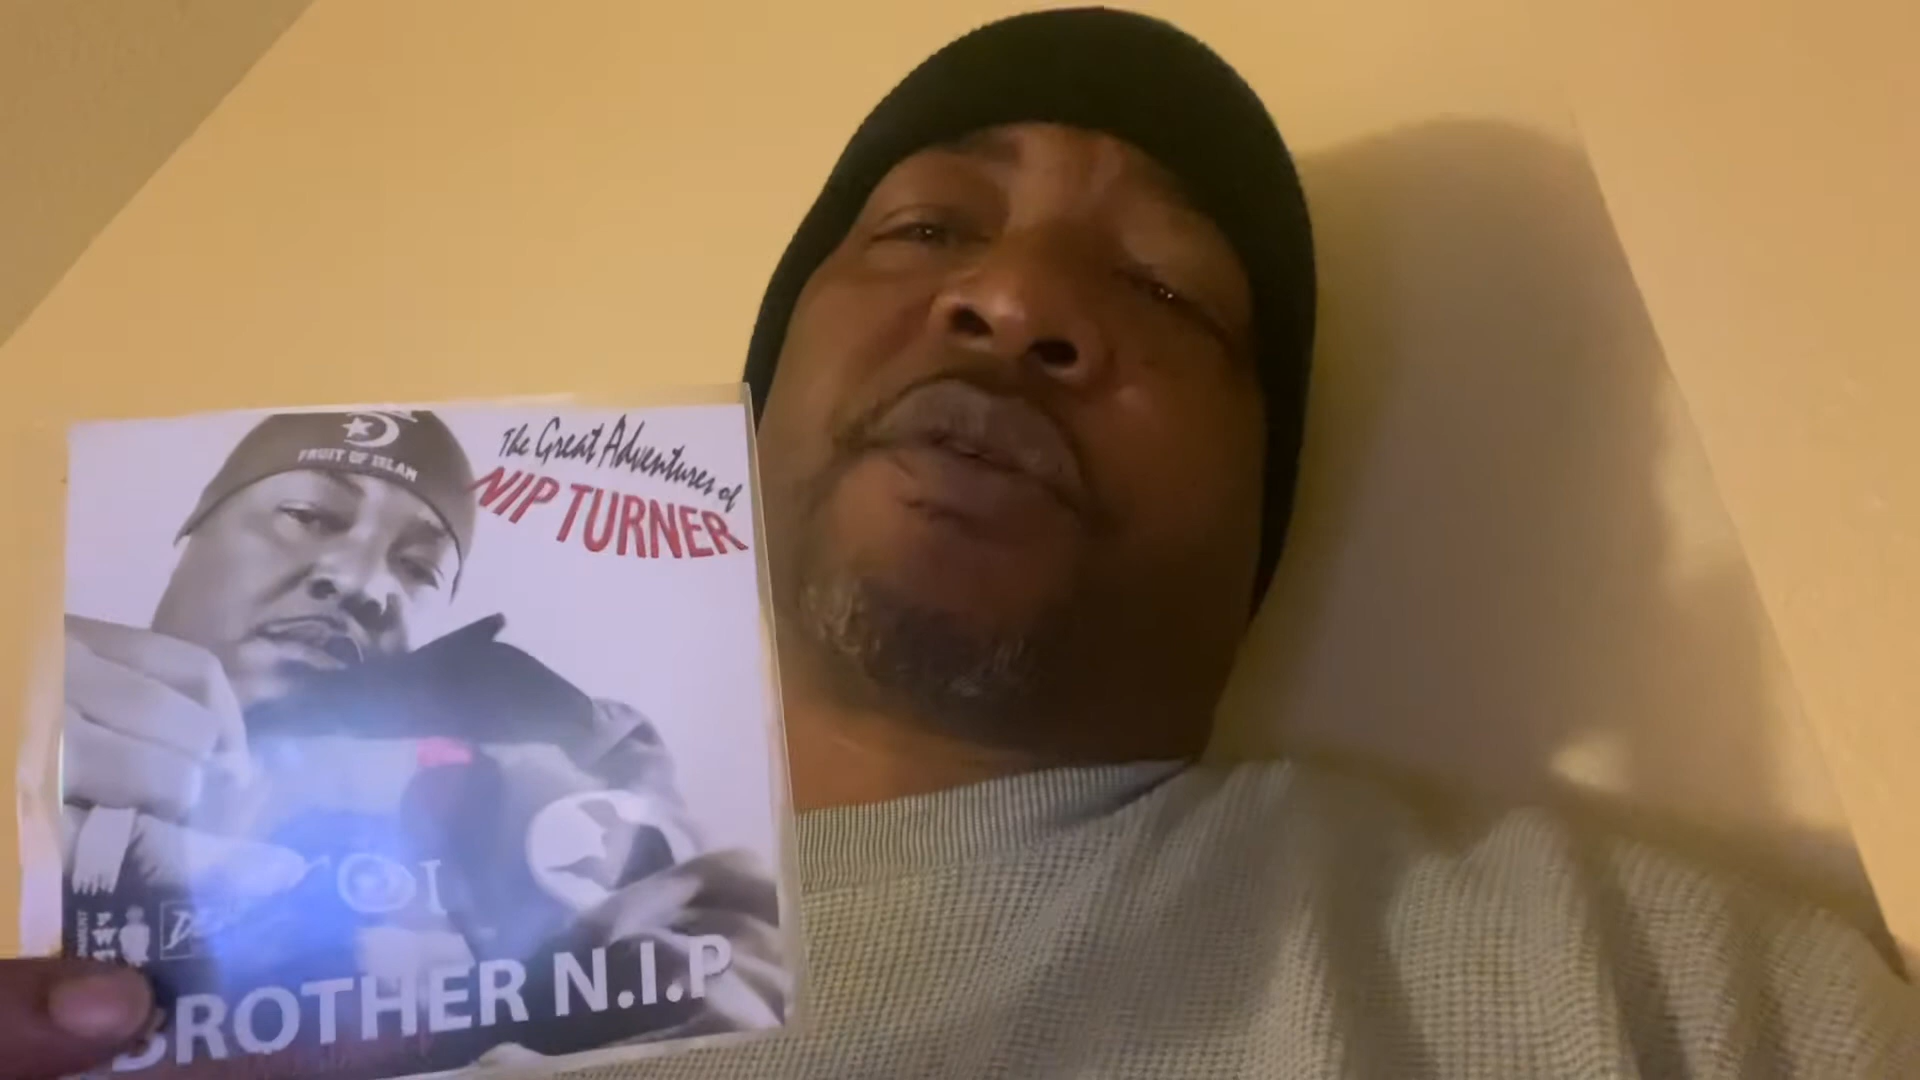 The Great Adventures of
NIP TURNER
FRUIT OF ISLAM
BROTHER N.I.P